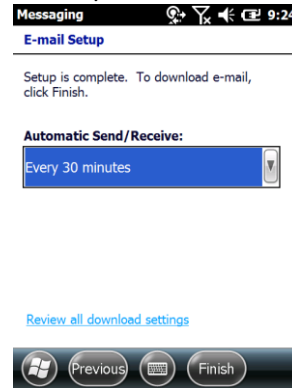 Messaging 9:24
E-mail Setup
Setup is complete. To download e-mail,
click Finish.
Automatic Send/Receive:
Every 30 minutes
Review all download settings
Previous Finish